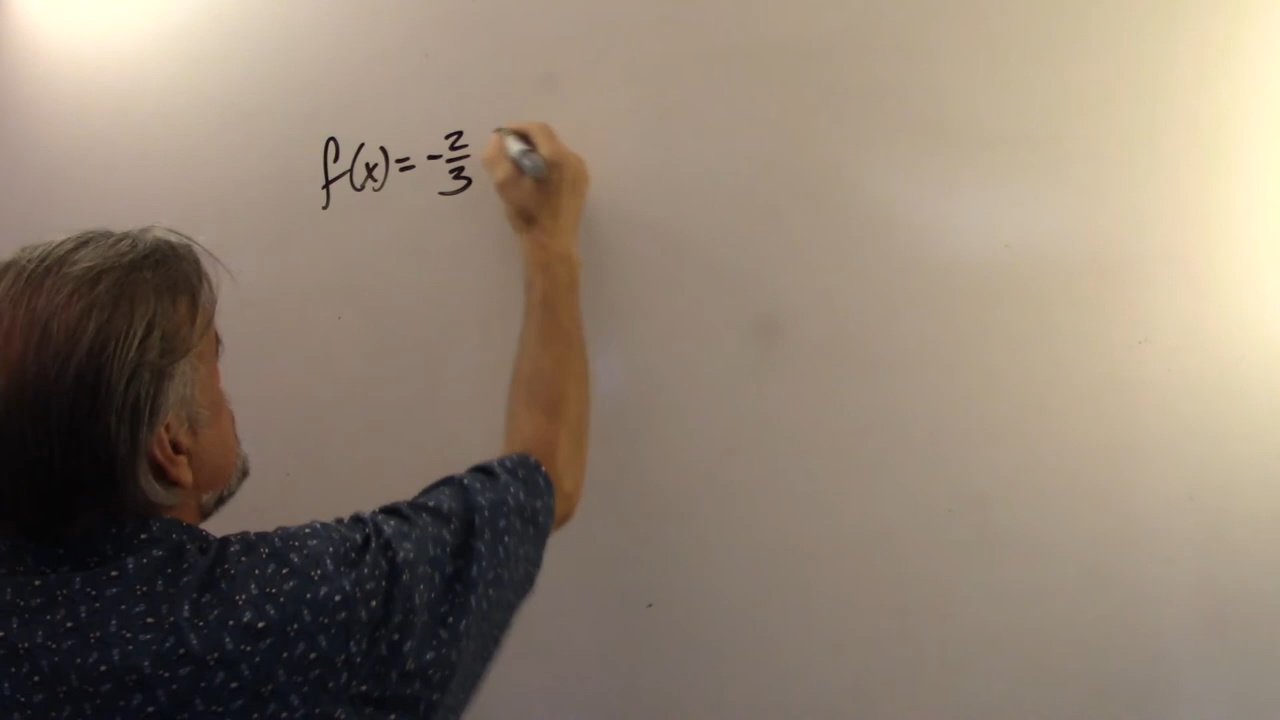 f(x) = -2/3